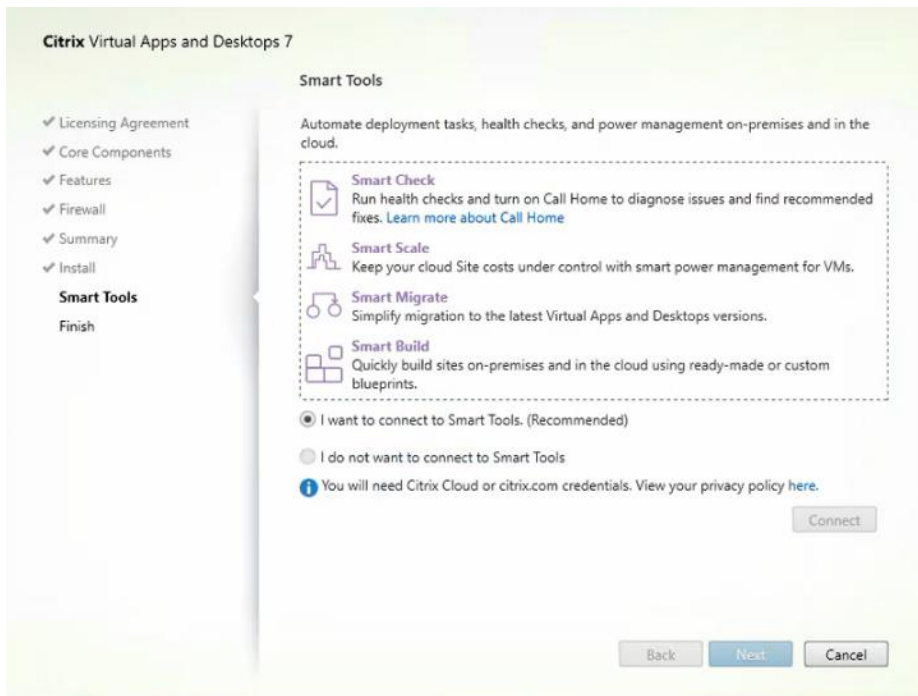 Citrix Virtual Apps and Desktops 7
Smart Tools
✔ Licensing Agreement
✔ Core Components
✔ Features
✔ Firewall
✔ Summary
✔ Install
Smart Tools
Finish
Automate deployment tasks, health checks, and power management on-premises and in the
cloud.
Smart Check
Run health checks and turn on Call Home to diagnose issues and find recommended
fixes. Learn more about Call Home
Smart Scale
Keep your cloud Site costs under control with smart power management for VMs.
Smart Migrate
Simplify migration to the latest Virtual Apps and Desktops versions.
Smart Build
Quickly build sites on-premises and in the cloud using ready-made or custom
blueprints.
I want to connect to Smart Tools. (Recommended)
I do not want to connect to Smart Tools
You will need Citrix Cloud or citrix.com credentials. View your privacy policy here.
Connect
Back
Next
Cancel